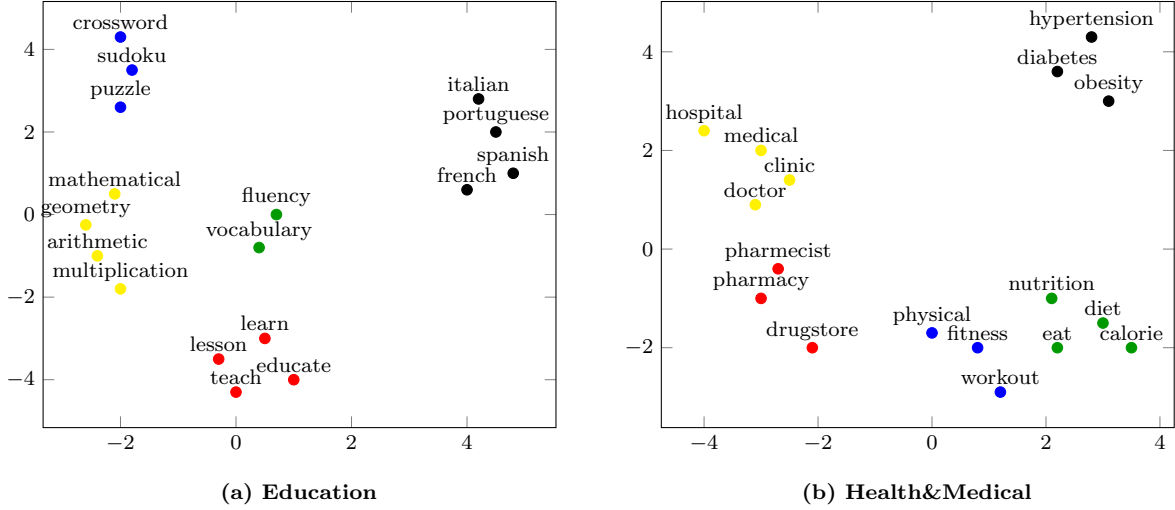 crossword
sudoku
puzzle
italian
portuguese
spanish
french
mathematical
geometry
arithmetic
multiplication
fluency
vocabulary
learn
lesson
educate
teach
4
2
0
−2
−4
−2
0
2
4
(a) Education
hypertension
diabetes
obesity
hospital
medical
clinic
doctor
pharmecist
pharmacy
drugstore
nutrition
physical
diet
fitness
eat
calorie
workout
4
2
0
−2
−4
−2
0
2
4
(b) Health&Medical